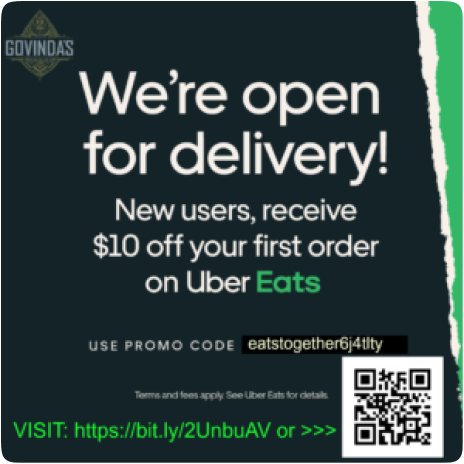 GOVINDA'S
We're open
for delivery!
New users, receive
$10 off your first order
on Uber Eats
USE PROMO CODE eatstogether6j4tlty
Terms and fees apply. See Uber Eats for details.
VISIT: https://bit.ly/2UnbuAV or >>>